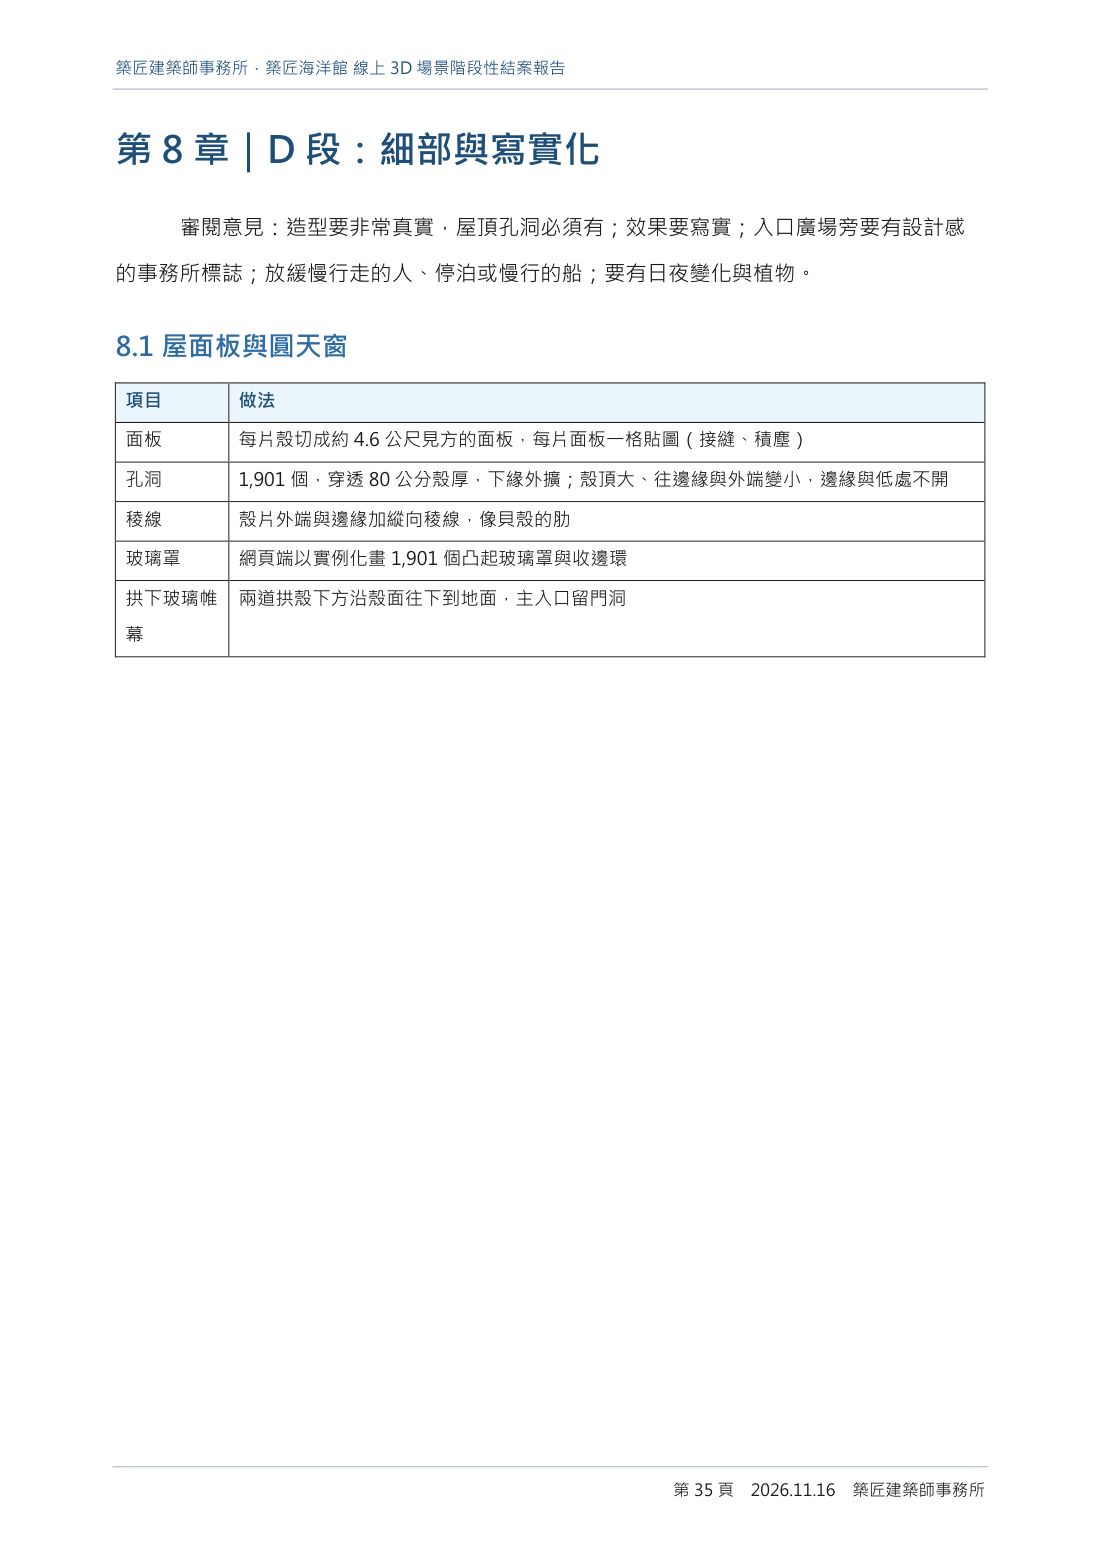 築匠建築師事務所．築匠海洋館 線上 3D 場景階段性結案報告
第 8 章｜D 段：細部與寫實化
審閱意見：造型要非常真實，屋頂孔洞必須有；效果要寫實；入口廣場旁要有設計感
的事務所標誌；放緩慢行走的人、停泊或慢行的船；要有日夜變化與植物。
8.1 屋面板與圓天窗
項目 做法
面板 每片殼切成約 4.6 公尺見方的面板，每片面板一格貼圖（接縫、積塵）
孔洞 1,901 個，穿透 80 公分殼厚，下緣外擴；殼頂大、往邊緣與外端變小，邊緣與低處不開
稜線 殼片外端與邊緣加縱向稜線，像貝殼的肋
玻璃罩 網頁端以實例化畫 1,901 個凸起玻璃罩與收邊環
拱下玻璃帷 兩道拱殼下方沿殼面往下到地面，主入口留門洞
幕
第 35 頁 2026.11.16 築匠建築師事務所